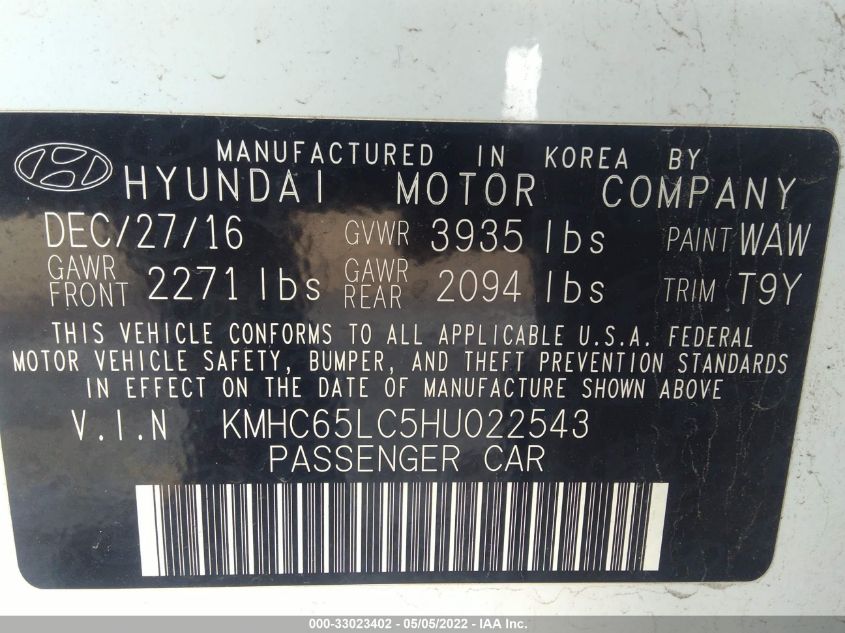 MANUFACTURED IN KOREA BY
HYUNDAI MOTOR COMPANY
DEC/27/16 GVWR 3935 lbs PAINT WAW
GAWR FRONT 2271 lbs GAWR REAR 2094 lbs TRIM T9Y
THIS VEHICLE CONFORMS TO ALL APPLICABLE U.S.A. FEDERAL
MOTOR VEHICLE SAFETY, BUMPER, AND THEFT PREVENTION STANDARDS
IN EFFECT ON THE DATE OF MANUFACTURE SHOWN ABOVE
V.I.N KMHC65LC5HU022543
PASSENGER CAR
000-33023402 - 05/05/2022 - IAA Inc.